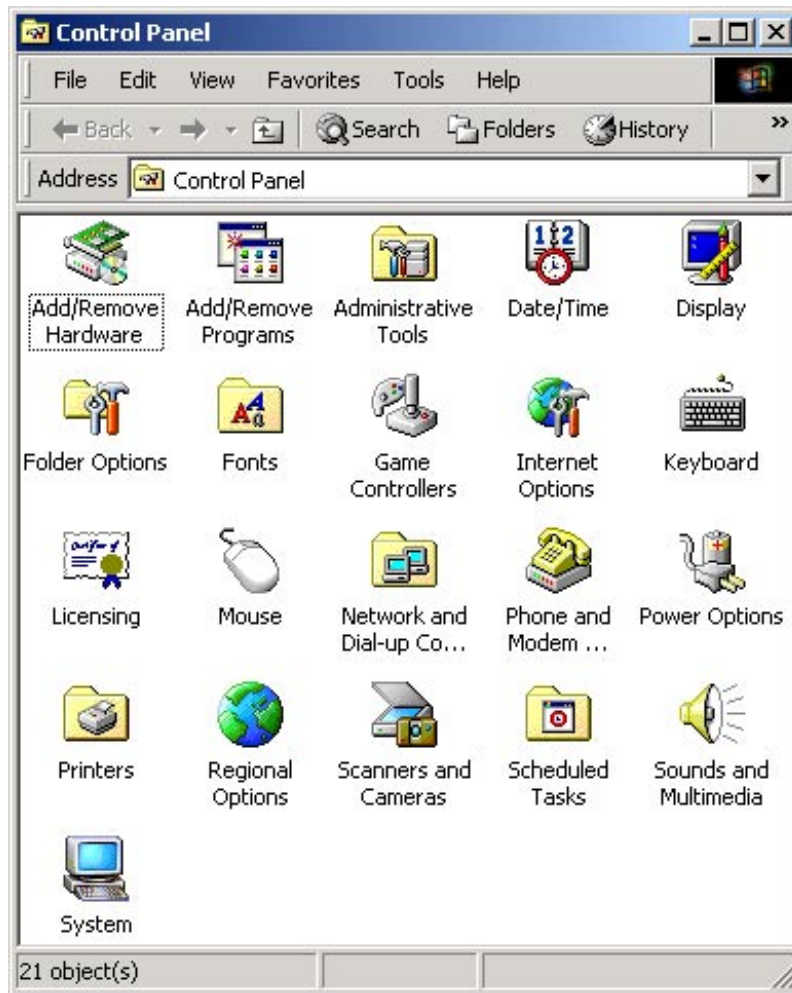 Control Panel
File Edit View Favorites Tools Help
Back Search Folders History »
Address Control Panel
Add/Remove Hardware
Add/Remove Programs
Administrative Tools
Date/Time
Display
Folder Options
Fonts
Game Controllers
Internet Options
Keyboard
Licensing
Mouse
Network and Dial-up Co...
Phone and Modem ...
Power Options
Printers
Regional Options
Scanners and Cameras
Scheduled Tasks
Sounds and Multimedia
System
21 object(s)